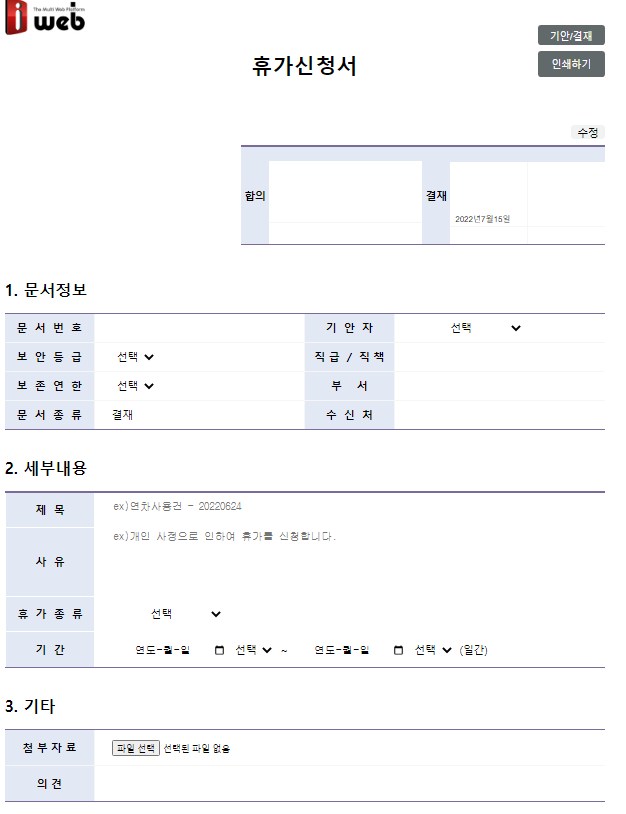 The Multi Web Platform
i web
기안/결재
휴가신청서
인쇄하기
수정
합의
결재
2022년7월15일
1. 문서정보
문 서 번 호
기 안 자 선택
보 안 등 급 선택
직 급 / 직 책
보 존 연 한 선택
부 서
문 서 종 류 결재
수 신 처
2. 세부내용
제 목 ex)연차사용건 - 20220624
사 유 ex)개인 사정으로 인하여 휴가를 신청합니다.
휴 가 종 류 선택
기 간 연도-월-일 선택 ~ 연도-월-일 선택 (일간)
3. 기타
첨 부 자 료 파일 선택 선택된 파일 없음
의 견